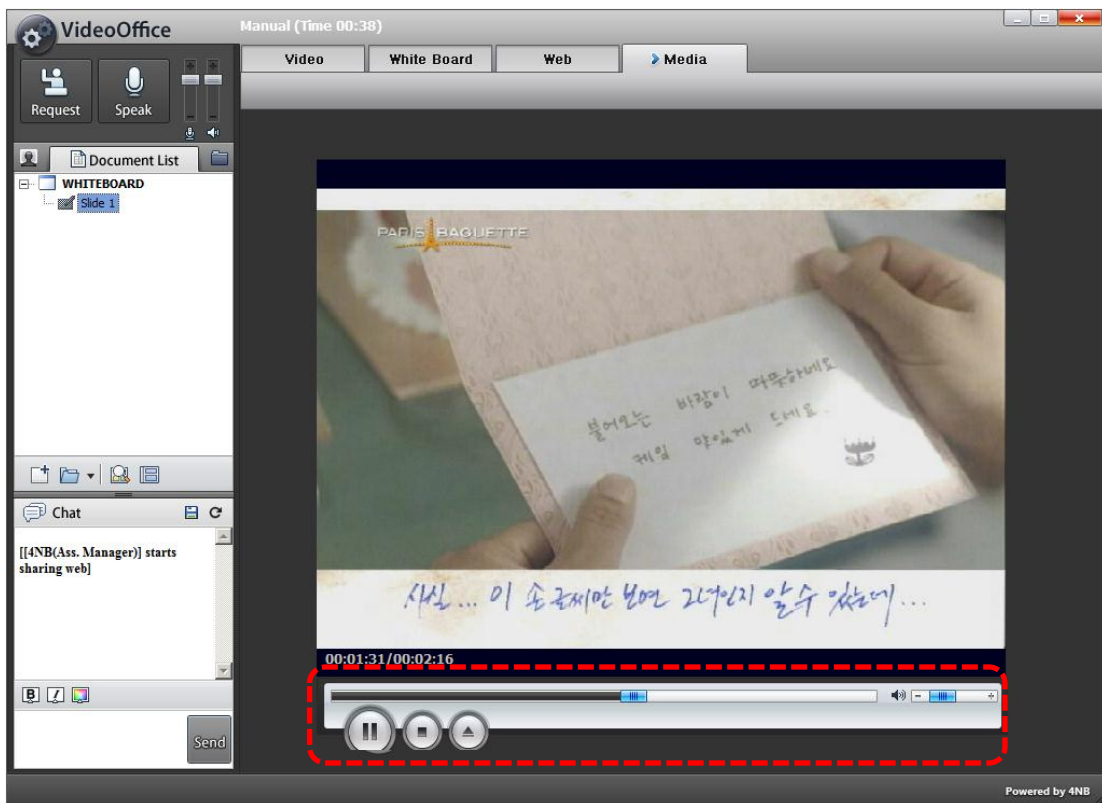 VideoOffice
Manual (Time 00:38)
Video
White Board
Web
Media
Request
Speak
Document List
WHITEBOARD
Slide 1
PARIS BAGUETTE
불어오는 바람이 따뜻하네요
케익 맛있게 드세요.
사실... 이 손글씨만 보면 그녀인지 알 수 있는데...
00:01:31/00:02:16
Chat
[[4NB(Ass. Manager)] starts
sharing web]
B I
Send
Powered by 4NB